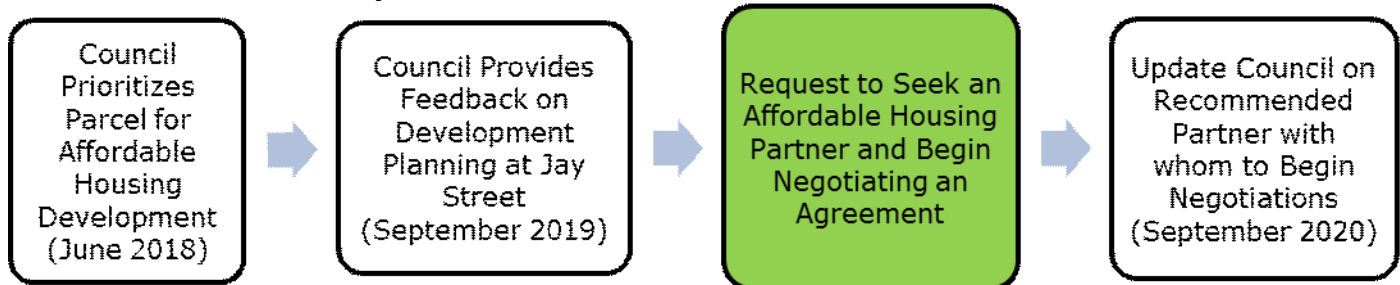 Council
Prioritizes
Parcel for
Affordable
Housing
Development
(June 2018)
Council Provides
Feedback on
Development
Planning at Jay
Street
(September 2019)
Request to Seek an
Affordable Housing
Partner and Begin
Negotiating an
Agreement
Update Council on
Recommended
Partner with
whom to Begin
Negotiations
(September 2020)